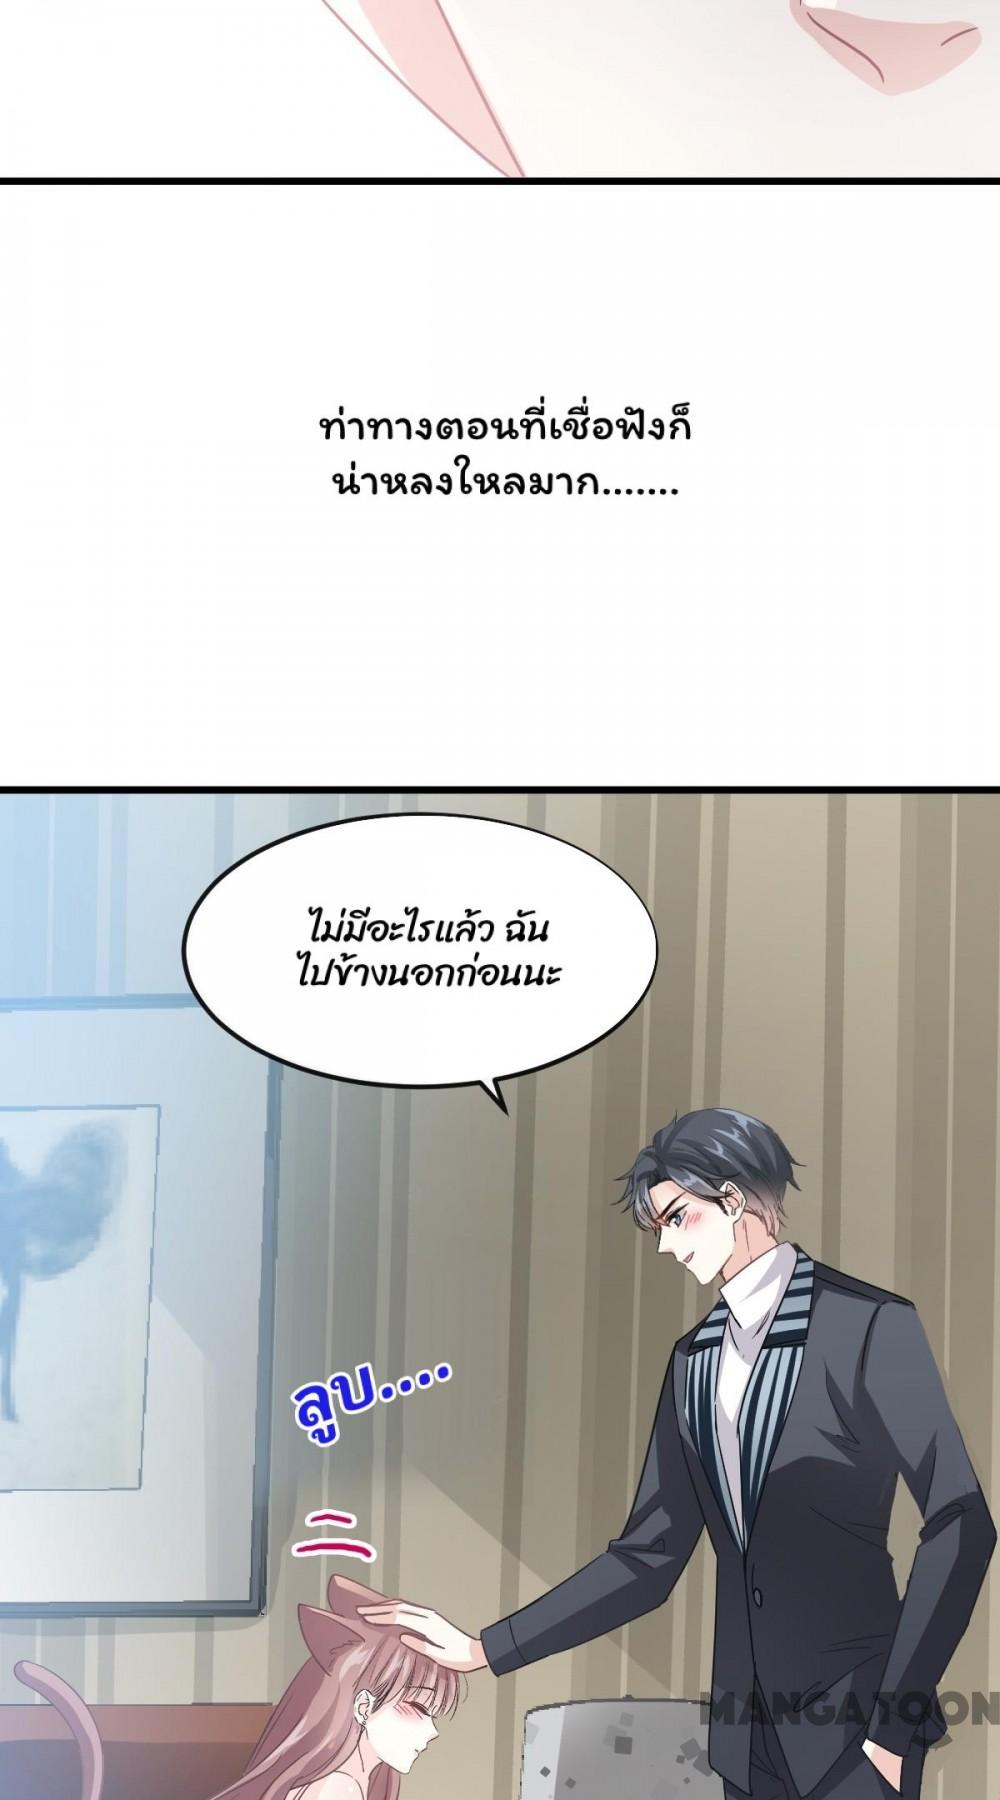 ท่าทางตอนที่เชื่อฟังก็
น่าหลงใหลมาก.......
ไม่มีอะไรแล้ว ฉัน
ไปข้างนอกก่อนนะ
ลูบ....
MANGATOON